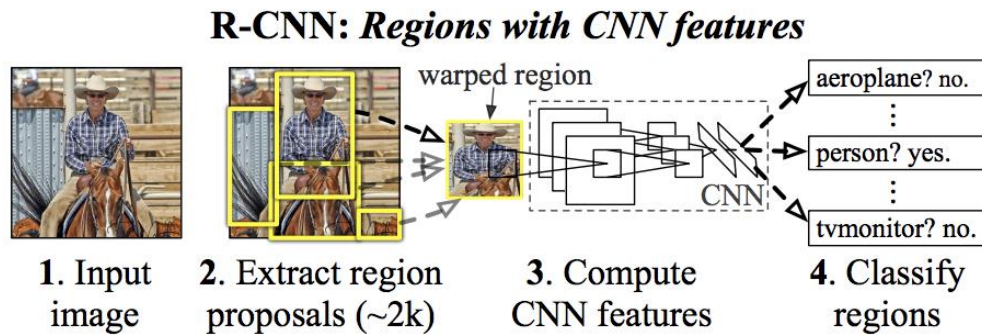 R-CNN: Regions with CNN features
warped region
aeroplane? no.
⋮
person? yes.
⋮
tvmonitor? no.
CNN
1. Input
image
2. Extract region
proposals (~2k)
3. Compute
CNN features
4. Classify
regions